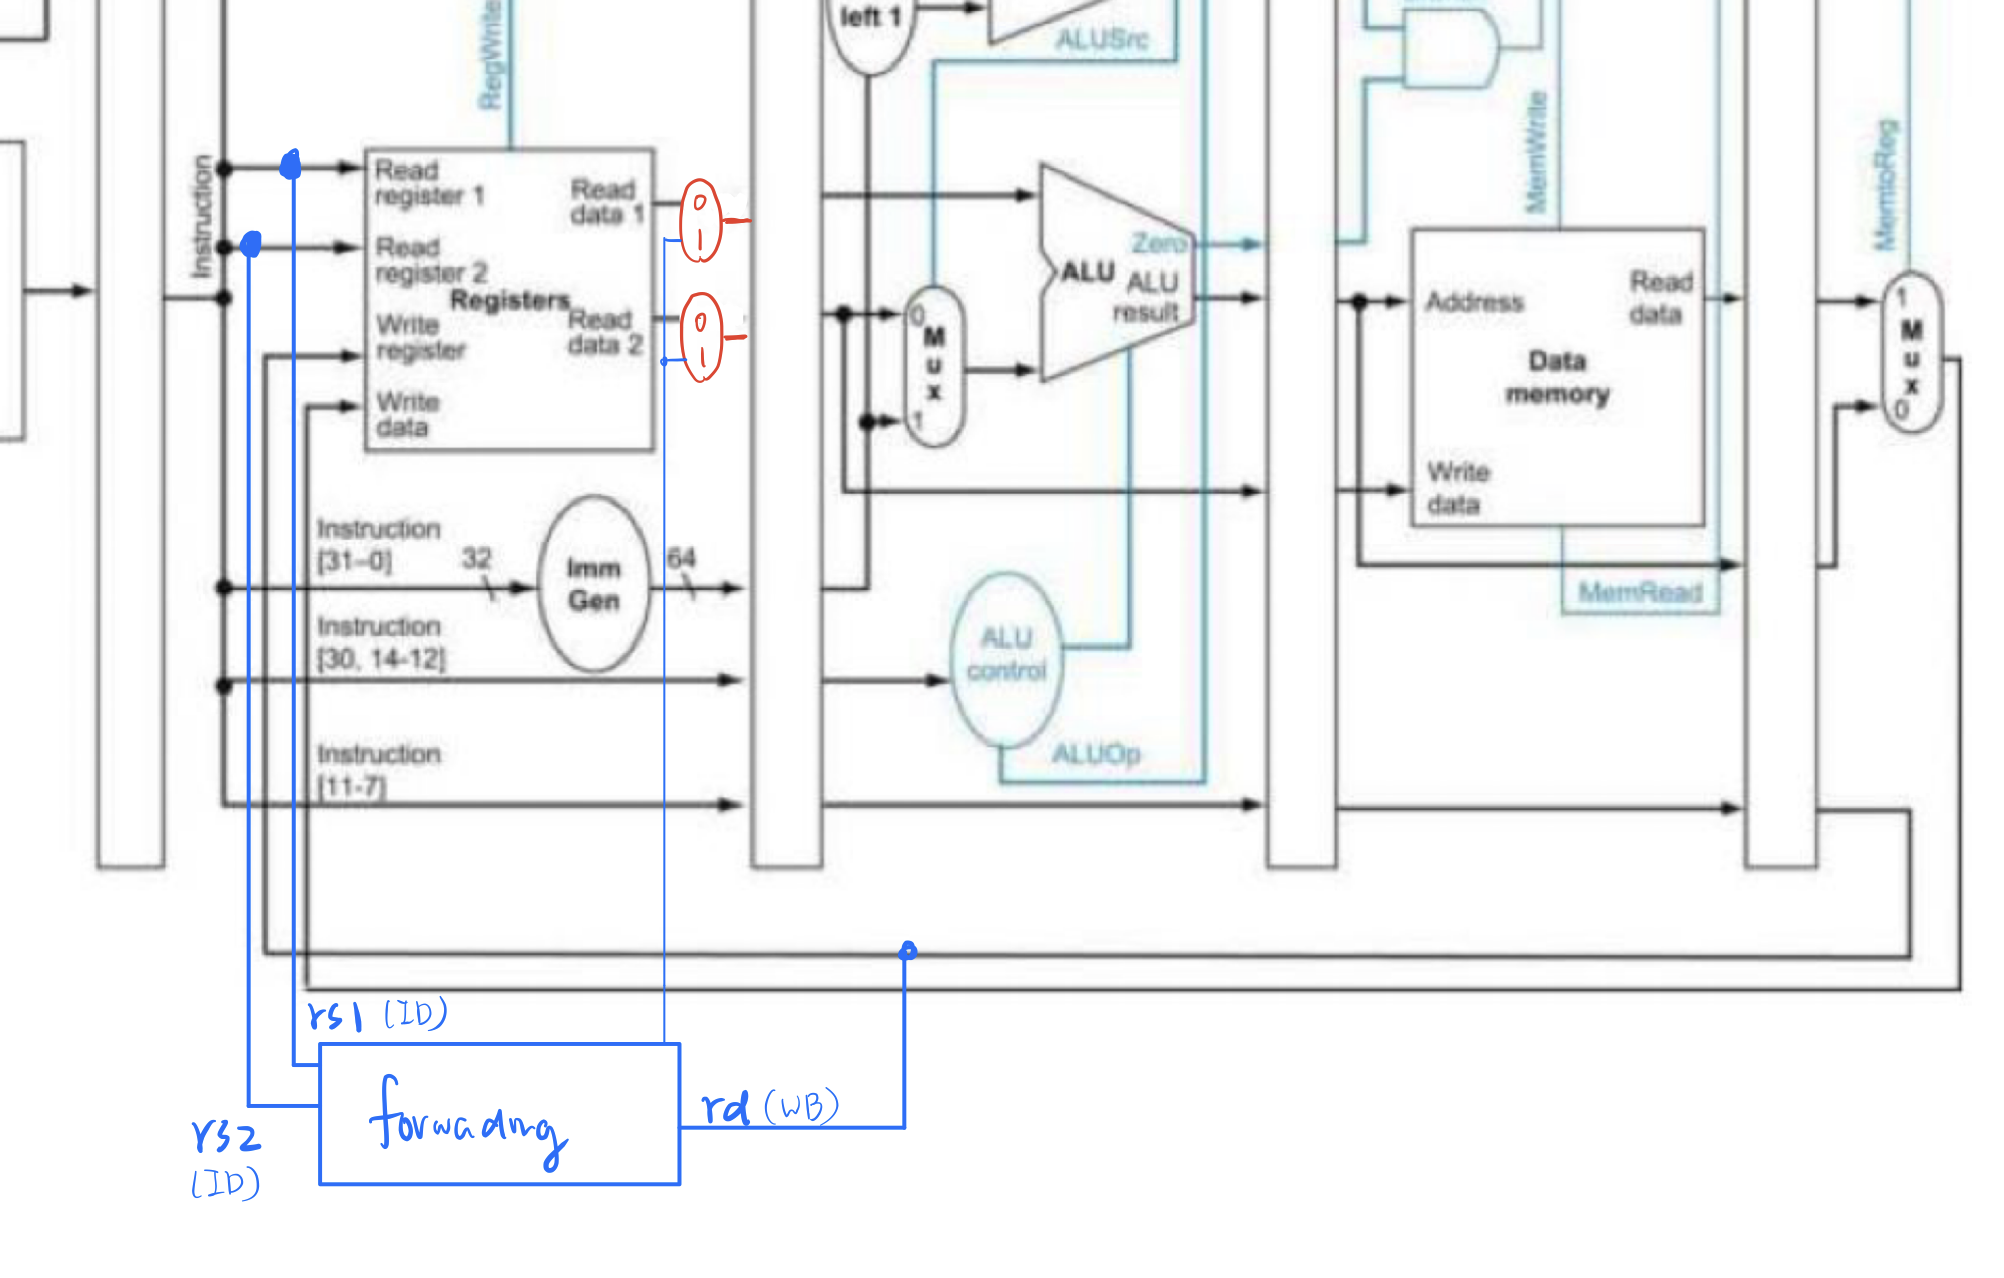 left 1
ALUSrc
RegWrite
MemWrite
MemtoReg
Instruction
Read
register 1
Read
data 1
0
1
Read
register 2
Registers
Read
data 2
0
1
Write
register
Write
data
0
M
u
x
1
Zero
ALU
ALU
result
Address
Read
data
Data
memory
Write
data
1
M
u
x
0
Instruction
[31–0]
32
Imm
Gen
64
Instruction
[30, 14-12]
ALU
control
MemRead
Instruction
[11-7]
ALUOp
rs1 (ID)
forwading
rd (WB)
rs2
(ID)